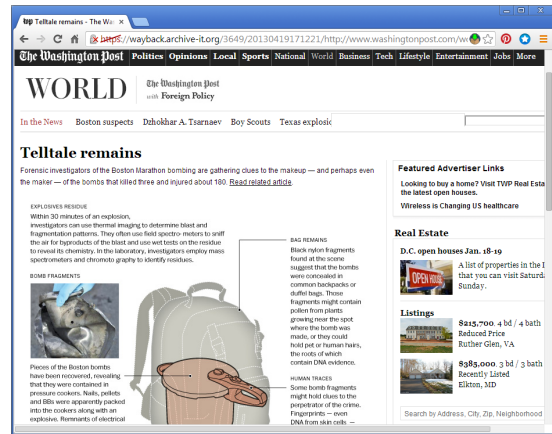 Telltale remains - The Wa
https://wayback.archive-it.org/3649/20130419171221/http://www.washingtonpost.com/w
The Washington Post Politics Opinions Local Sports National World Business Tech Lifestyle Entertainment Jobs More
WORLD
The Washington Post
with Foreign Policy
In the News Boston suspects Dzhokhar A. Tsarnaev Boy Scouts Texas explosio
Telltale remains
Forensic investigators of the Boston Marathon bombing are gathering clues to the makeup — and perhaps even
the maker — of the bombs that killed three and injured about 180. Read related article.
EXPLOSIVES RESIDUE
Within 30 minutes of an explosion,
investigators can use thermal imaging to determine blast and
fragmentation patterns. They often use field spectro- meters to sniff
the air for byproducts of the blast and use wet tests on the residue
to reveal its chemistry. In the laboratory, investigators employ mass
spectrometers and chromoto graphy to identify residues.
BOMB FRAGMENTS
Pieces of the Boston bombs
have been recovered, revealing
that they were contained in
pressure cookers. Nails, pellets
and BBs were apparently packed
into the cookers along with an
explosive. Remnants of electrical
BAG REMAINS
Black nylon fragments
found at the scene
suggest that the bombs
were concealed in
common backpacks or
duffel bags. Those
fragments might contain
pollen from plants
growing near the spot
where the bomb was
made, or they could
hold pet or human hairs,
the roots of which
contain DNA evidence.
HUMAN TRACES
Some bomb fragments
might hold clues to the
perpetrator of the crime.
Fingerprints — even
DNA from skin cells —
Featured Advertiser Links
Looking to buy a home? Visit TWP Real Esta
the latest open houses.
Wireless is Changing US healthcare
Real Estate
D.C. open houses Jan. 18-19
OPEN HOUSE
A list of properties in the D
that you can visit Saturda
Sunday.
Listings
$215,700. 4 bd / 4 bath
Reduced Price
Ruther Glen, VA
$385,000. 3 bd / 3 bath
Recently Listed
Elkton, MD
Search by Address, City, Zip, Neighborhood